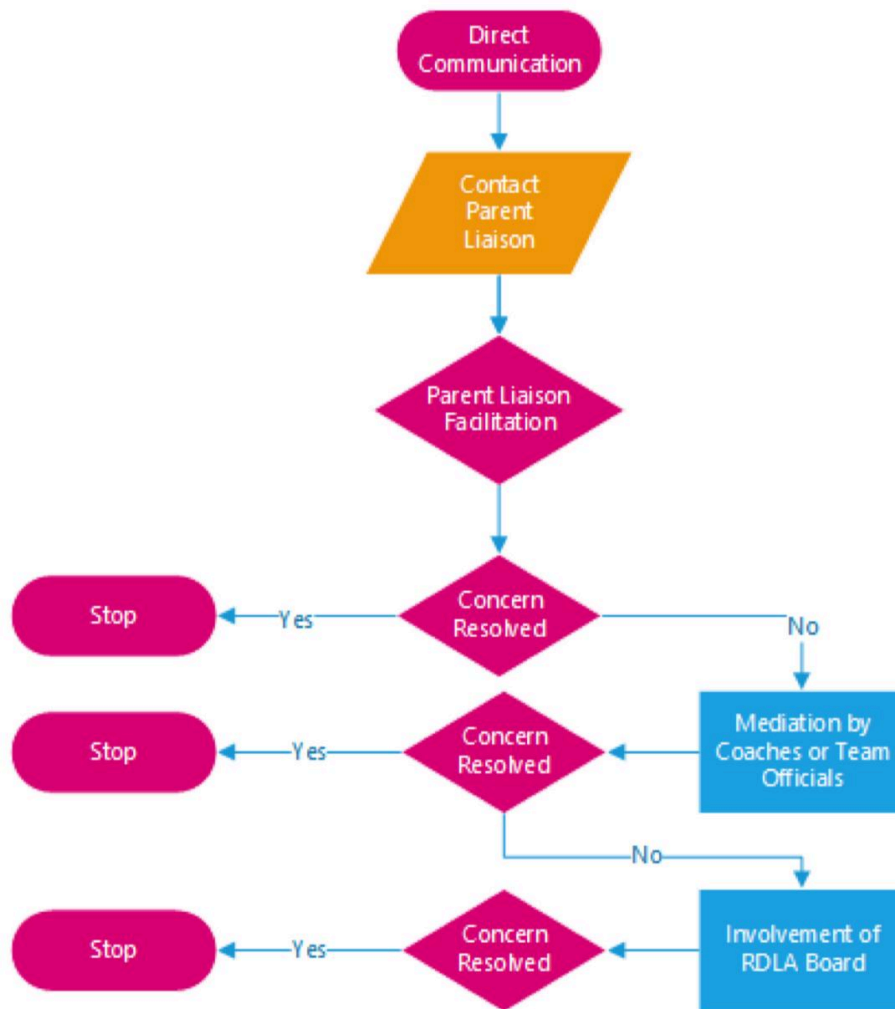 Direct
Communication
Contact
Parent
Liaison
Parent Liaison
Facilitation
Stop
Yes
Concern
Resolved
No
Stop
Yes
Concern
Resolved
Mediation by
Coaches or Team
Officials
No
Stop
Yes
Concern
Resolved
Involvement of
RDLA Board